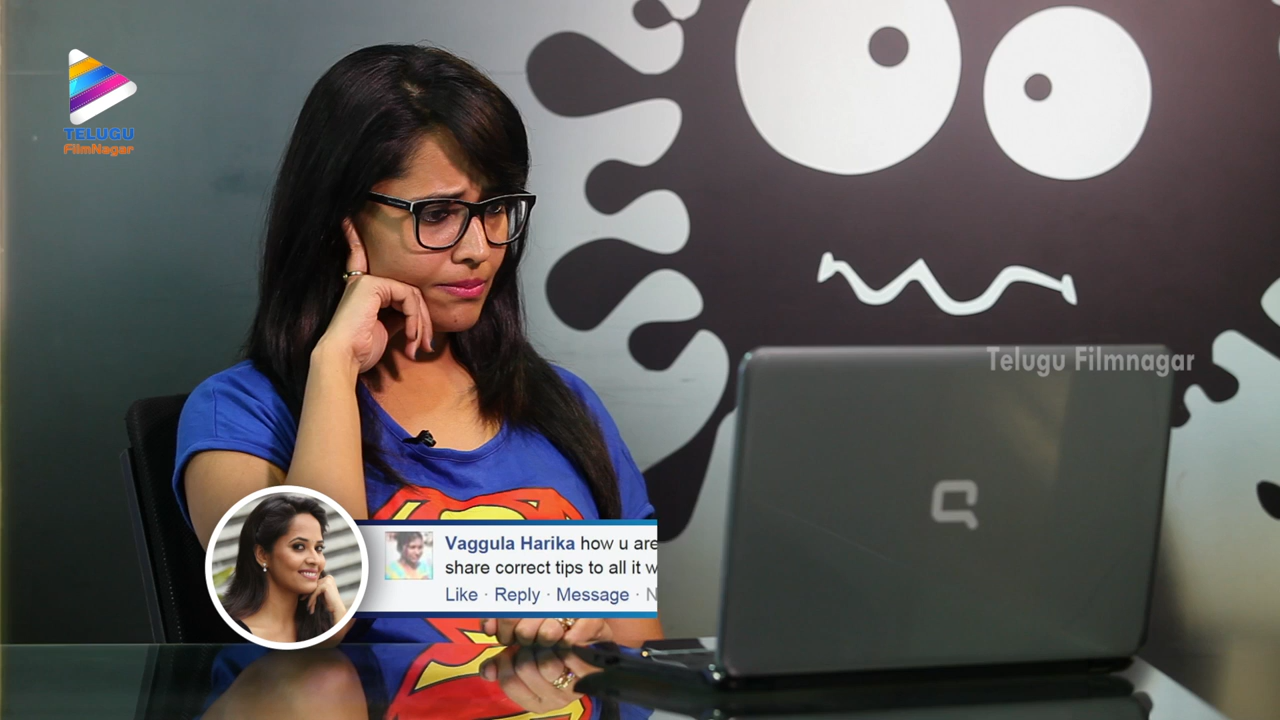 TELUGU
FilmNagar
Telugu Filmnagar
Vaggula Harika how u are
share correct tips to all it w
Like · Reply · Message · N